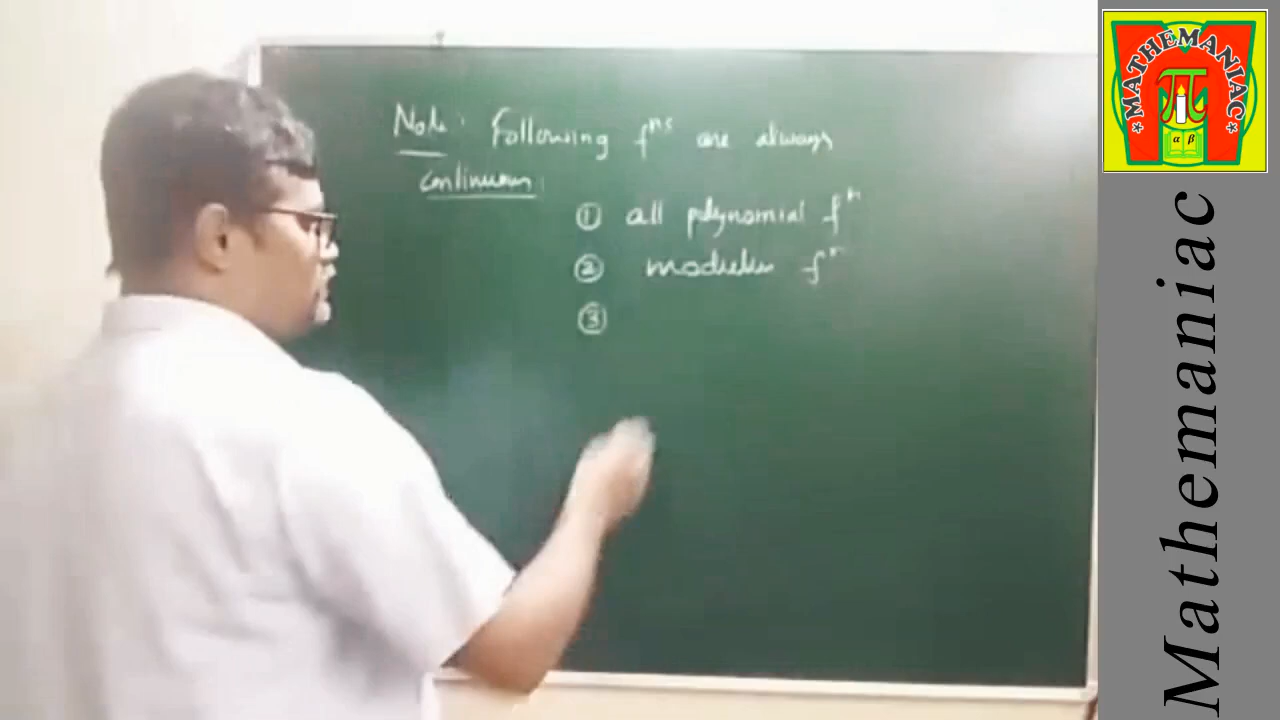 Note: Following fⁿˢ are always
continuous:
① all polynomial fⁿ
② modulus fⁿ
③
MATHEMANIAC
π
α β
Mathemaniac